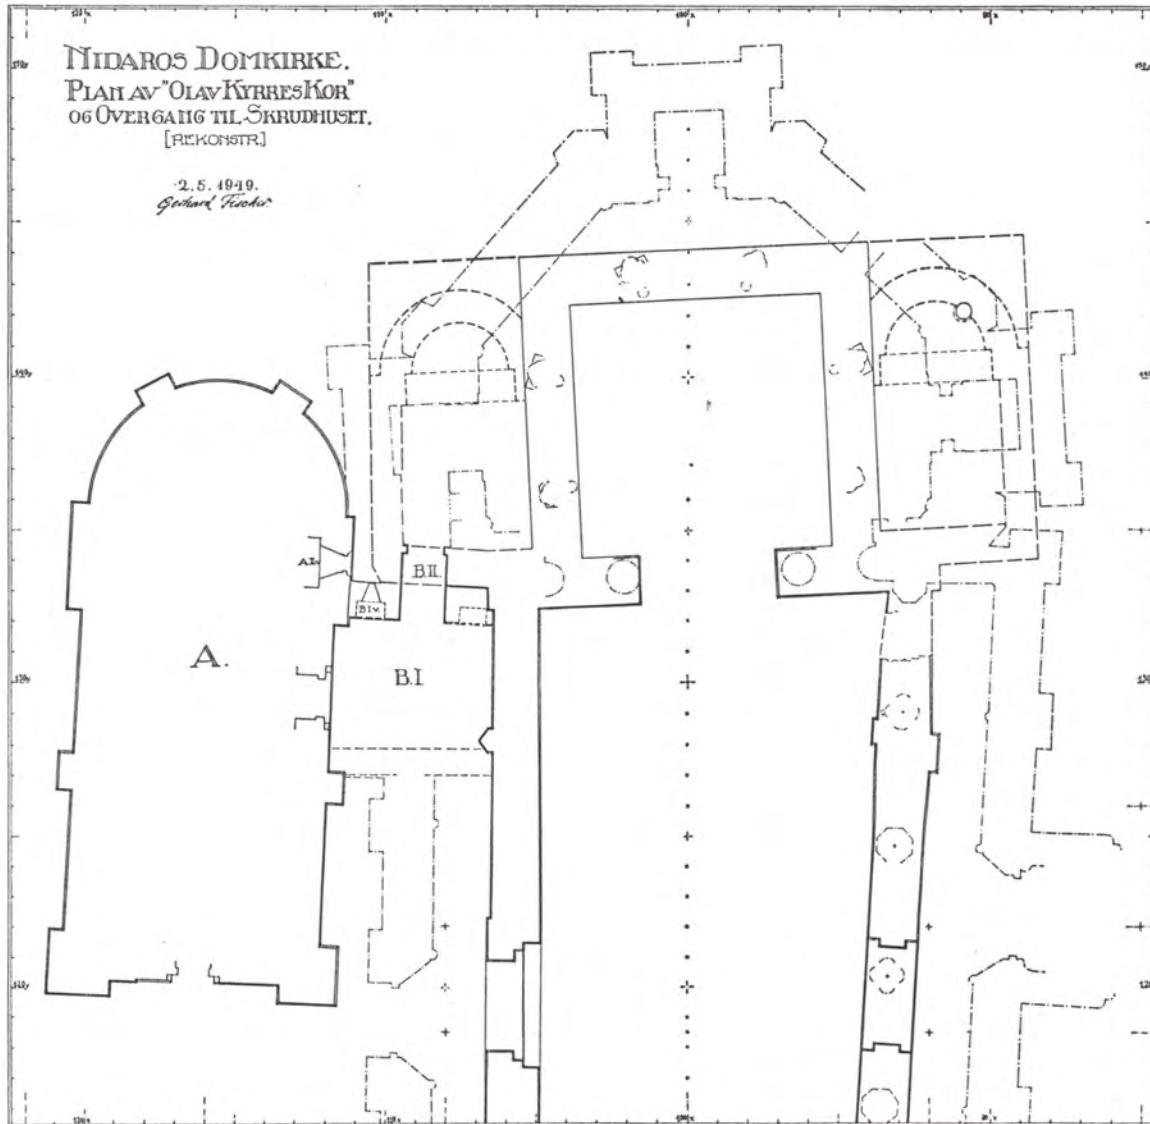 NIDAROS DOMKIRKE.
PLAN AV "OLAV KYRRES KOR"
OG OVERGANG TIL SKRUDHUSET.
[REKONSTR.]
2.5.1949.
Gerhard Fischer
A.
B.I
B.II.
B.I.v.